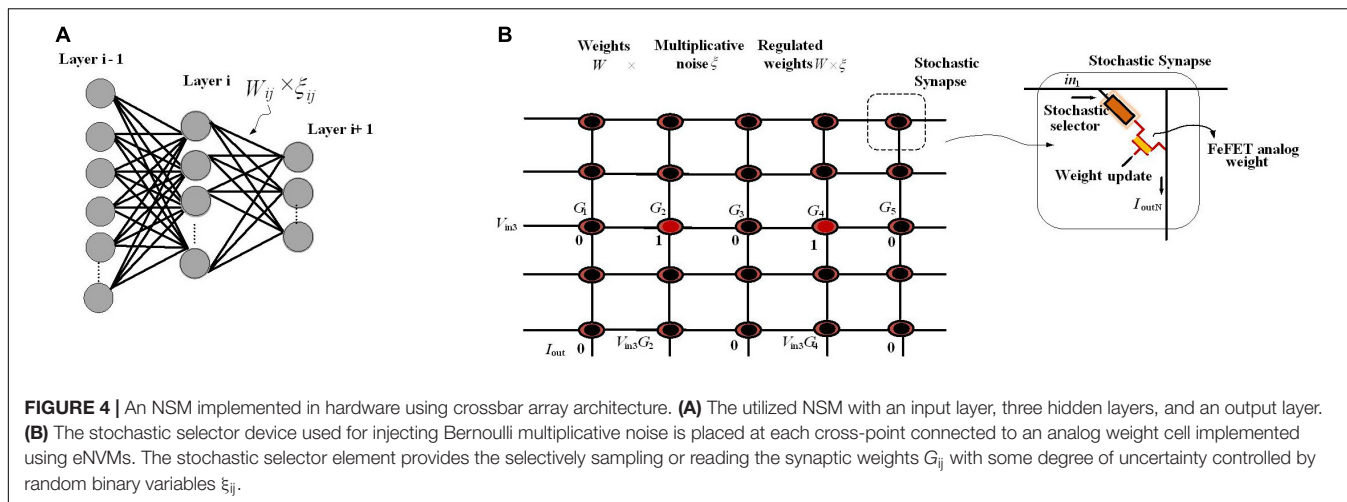 A
Layer i - 1
Layer i
W_ij × ξ_ij
Layer i+ 1
B
Weights Multiplicative Regulated
W × noise ξ weights W × ξ
Stochastic
Synapse
G_1 G_2 G_3 G_4 G_5
V_in3
0 1 0 1 0
I_out 0 V_in3G_2 0 V_in3G_4 0
Stochastic Synapse
in_1
Stochastic
selector
FeFET analog
weight
Weight update
I_outN
FIGURE 4 | An NSM implemented in hardware using crossbar array architecture. (A) The utilized NSM with an input layer, three hidden layers, and an output layer.
(B) The stochastic selector device used for injecting Bernoulli multiplicative noise is placed at each cross-point connected to an analog weight cell implemented
using eNVMs. The stochastic selector element provides the selectively sampling or reading the synaptic weights G_ij with some degree of uncertainty controlled by
random binary variables ξ_ij.